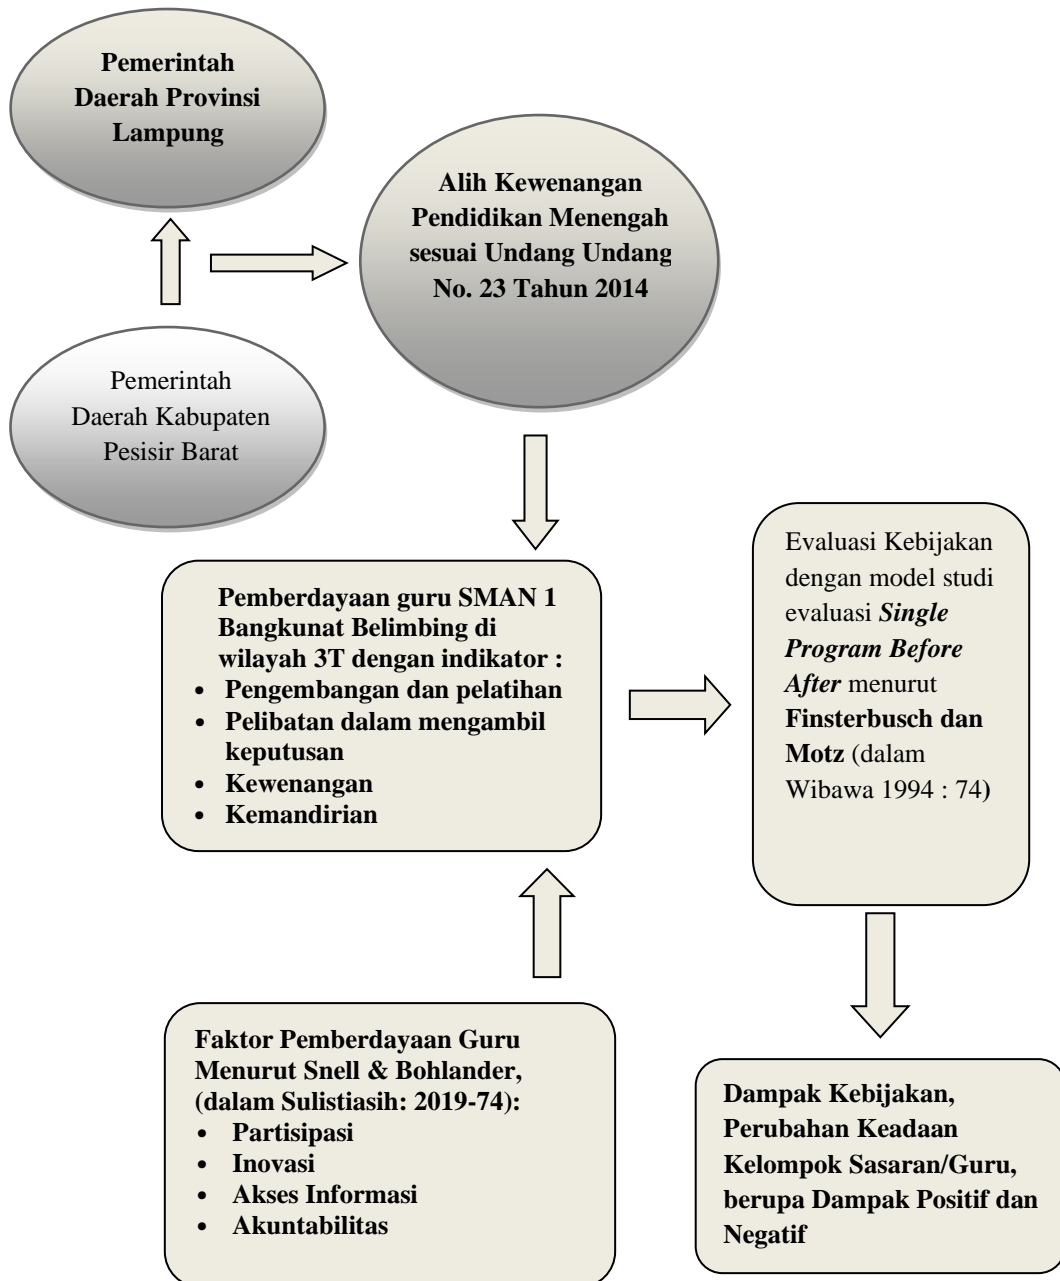 Pemerintah
Daerah Provinsi
Lampung
Alih Kewenangan
Pendidikan Menengah
sesuai Undang Undang
No. 23 Tahun 2014
Pemerintah
Daerah Kabupaten
Pesisir Barat
Pemberdayaan guru SMAN 1
Bangkunat Belimbing di
wilayah 3T dengan indikator :
• Pengembangan dan pelatihan
• Pelibatan dalam mengambil
keputusan
• Kewenangan
• Kemandirian
Evaluasi Kebijakan
dengan model studi
evaluasi Single
Program Before
After menurut
Finsterbusch dan
Motz (dalam
Wibawa 1994 : 74)
Faktor Pemberdayaan Guru
Menurut Snell & Bohlander,
(dalam Sulistiasih: 2019-74):
• Partisipasi
• Inovasi
• Akses Informasi
• Akuntabilitas
Dampak Kebijakan,
Perubahan Keadaan
Kelompok Sasaran/Guru,
berupa Dampak Positif dan
Negatif